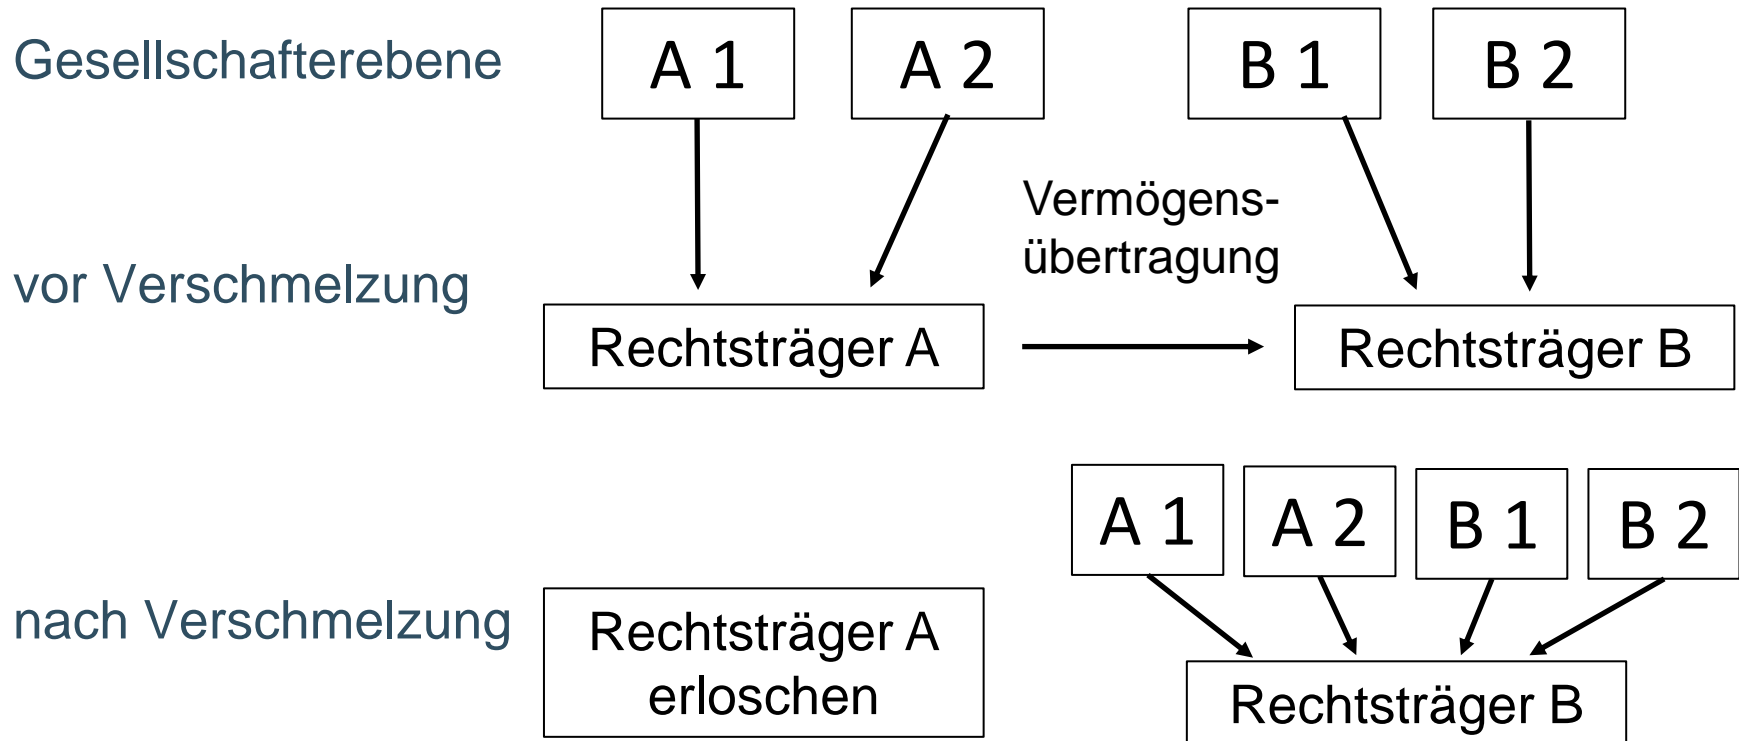 Gesellschafterebene
A 1
A 2
B 1
B 2
Vermögens-
übertragung
vor Verschmelzung
Rechtsträger A
Rechtsträger B
A 1
A 2
B 1
B 2
nach Verschmelzung
Rechtsträger A
erloschen
Rechtsträger B